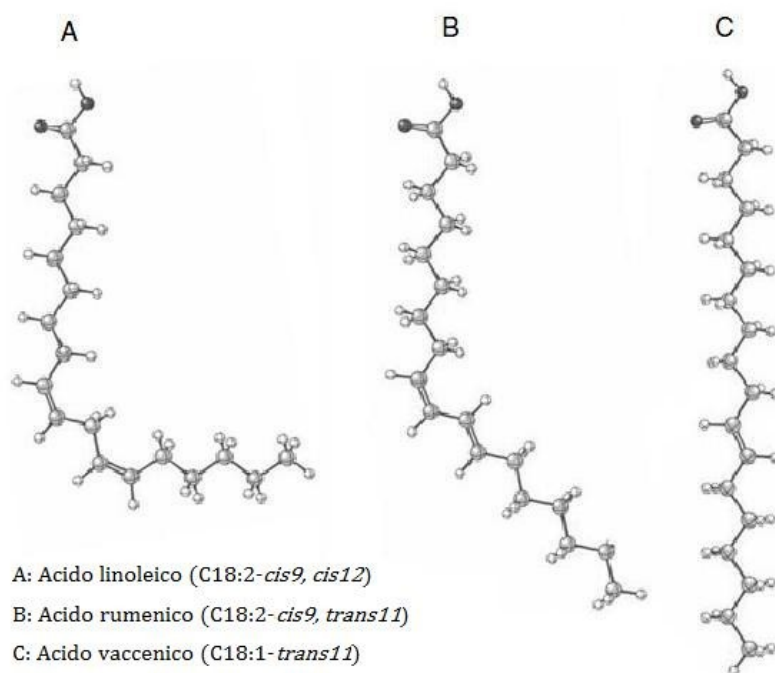 A
B
C
A: Acido linoleico (C18:2-cis9, cis12)
B: Acido rumenico (C18:2-cis9, trans11)
C: Acido vaccenico (C18:1-trans11)